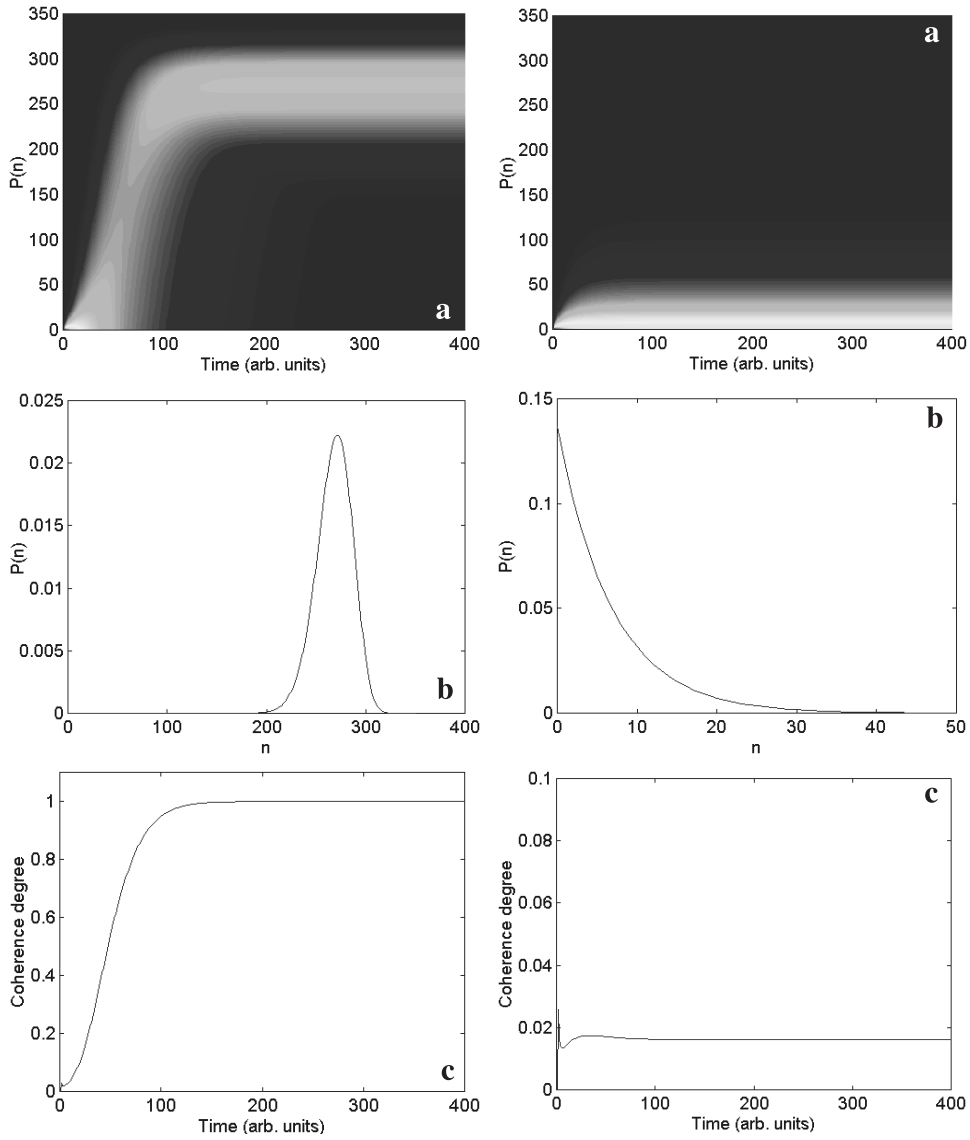 350
300
250
200
150
100
50
0
P(n)
0 100 200 300 400
Time (arb. units)
a
350
300
250
200
150
100
50
0
P(n)
0 100 200 300 400
Time (arb. units)
a
0.025
0.02
0.015
0.01
0.005
0
P(n)
0 100 200 300 400
n
b
0.15
0.1
0.05
0
P(n)
0 10 20 30 40 50
n
b
1
0.8
0.6
0.4
0.2
0
Coherence degree
0 100 200 300 400
Time (arb. units)
c
0.1
0.08
0.06
0.04
0.02
0
Coherence degree
0 100 200 300 400
Time (arb. units)
c